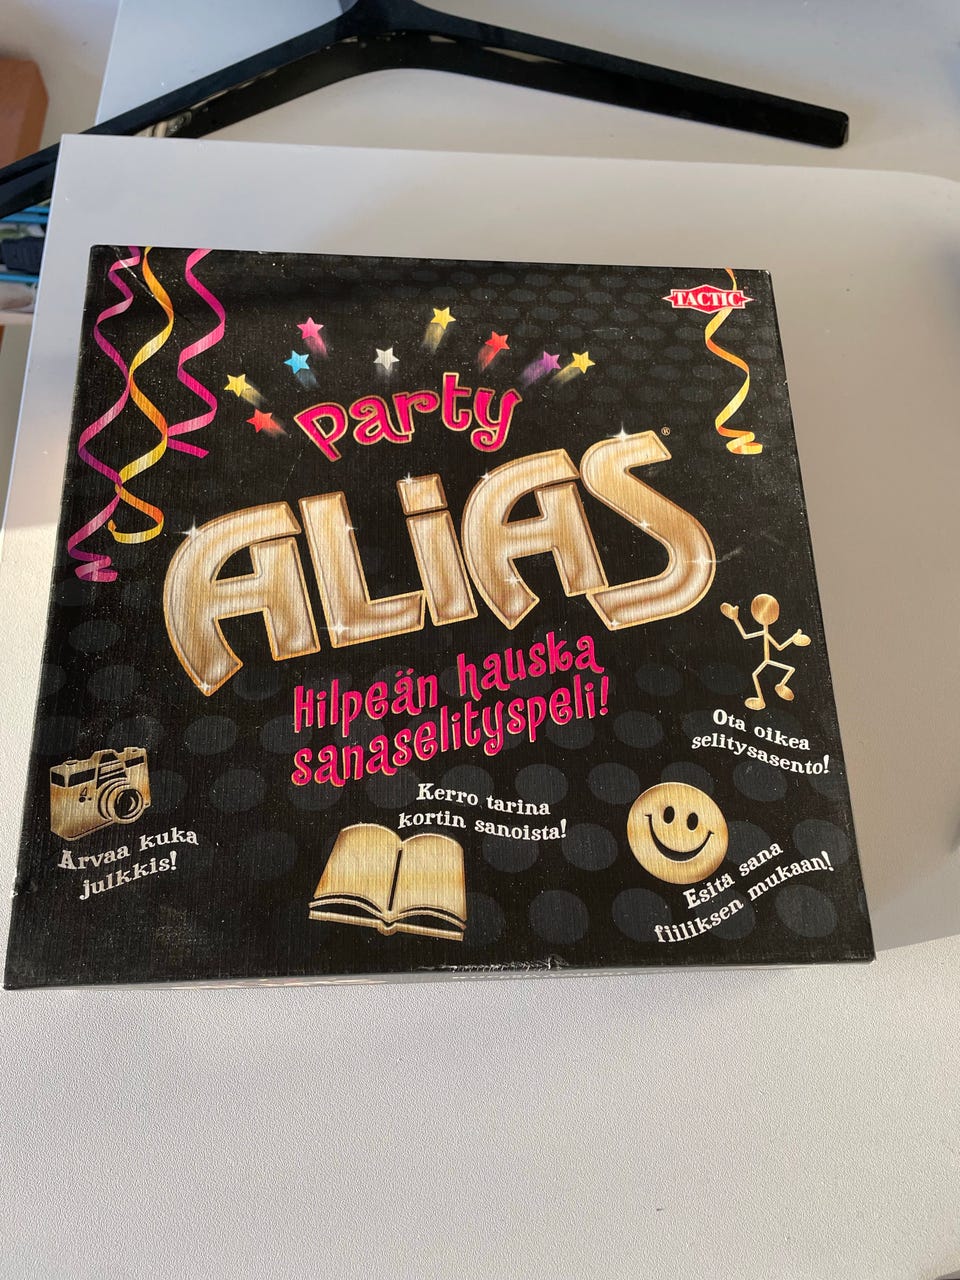 TACTIC
Party
ALiAS®
Hilpeän hauska
sanaselityspeli!
Ota oikea
selitysasento!
Kerro tarina
kortin sanoista!
Arvaa kuka
julkkis!
Esitä sana
fiiliksen mukaan!